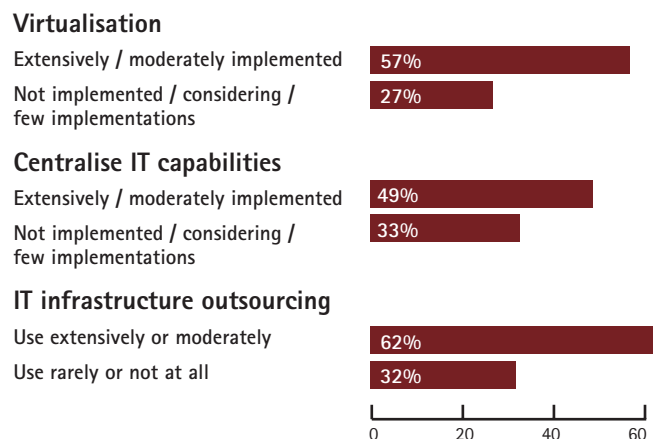 Virtualisation
Extensively / moderately implemented
57%
Not implemented / considering /
few implementations
27%
Centralise IT capabilities
Extensively / moderately implemented
49%
Not implemented / considering /
few implementations
33%
IT infrastructure outsourcing
Use extensively or moderately
62%
Use rarely or not at all
32%
0 20 40 60